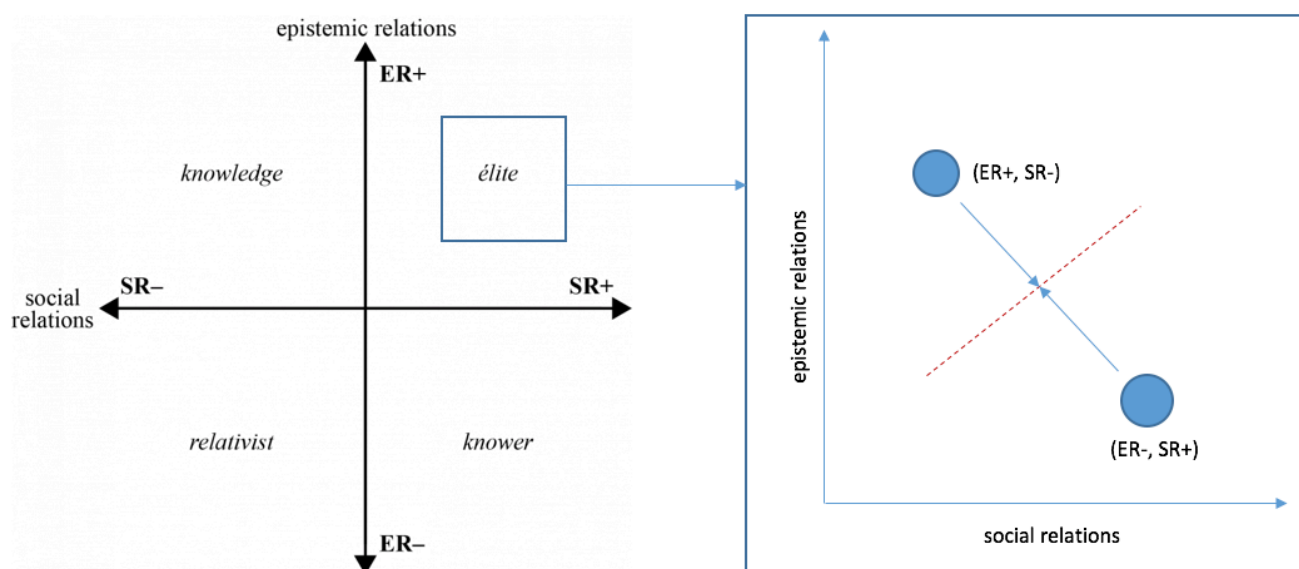 epistemic relations
ER+
knowledge
élite
SR–
SR+
social
relations
relativist
knower
ER–
epistemic relations
(ER+, SR-)
(ER-, SR+)
social relations